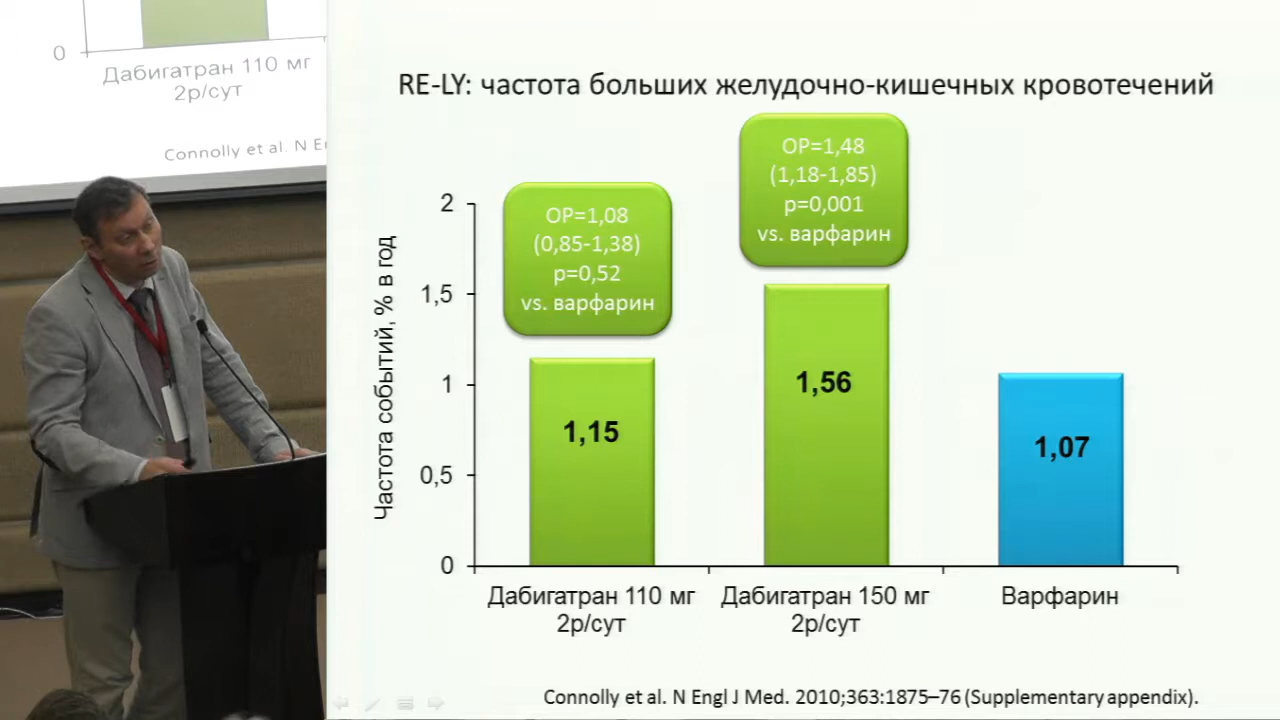 0
Дабигатран 110 мг
2р/сут
Connolly et al. N E
RE-LY: частота больших желудочно-кишечных кровотечений
ОР=1,48
(1,18-1,85)
p=0,001
vs. варфарин
ОР=1,08
(0,85-1,38)
p=0,52
vs. варфарин
Частота событий, % в год
2
1,5
1
0,5
0
1,15
1,56
1,07
Дабигатран 110 мг
2р/сут
Дабигатран 150 мг
2р/сут
Варфарин
Connolly et al. N Engl J Med. 2010;363:1875–76 (Supplementary appendix).